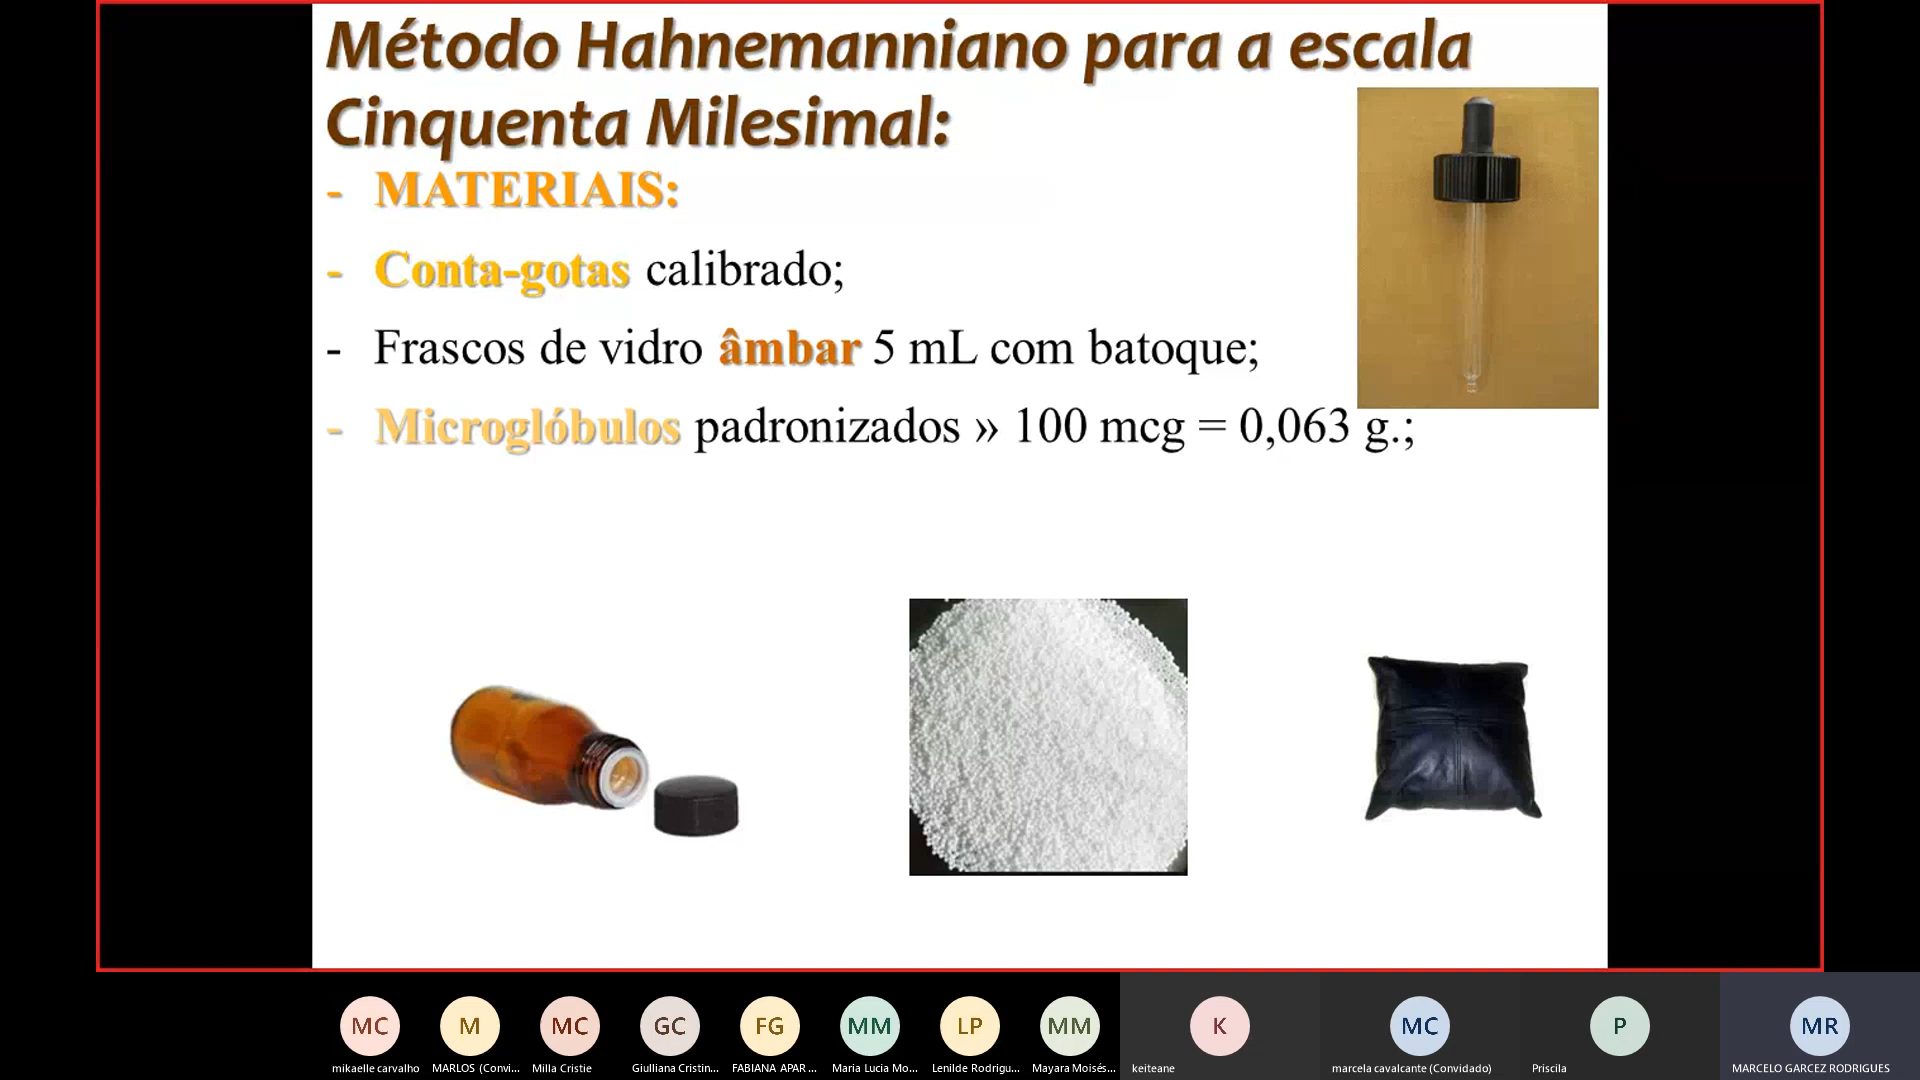 Método Hahnemanniano para a escala
Cinquenta Milesimal:
- MATERIAIS:
- Conta-gotas calibrado;
- Frascos de vidro âmbar 5 mL com batoque;
- Microglóbulos padronizados » 100 mcg = 0,063 g.;
MC M MC GC FG MM LP MM K MC P MR
mikaelle carvalho MARLOS (Convi... Milla Cristie Giulliana Cristin... FABIANA APAR ... Maria Lucia Mo... Lenilde Rodrigu... Mayara Moisés... keiteane marcela cavalcante (Convidado) Priscila MARCELO GARCEZ RODRIGUES